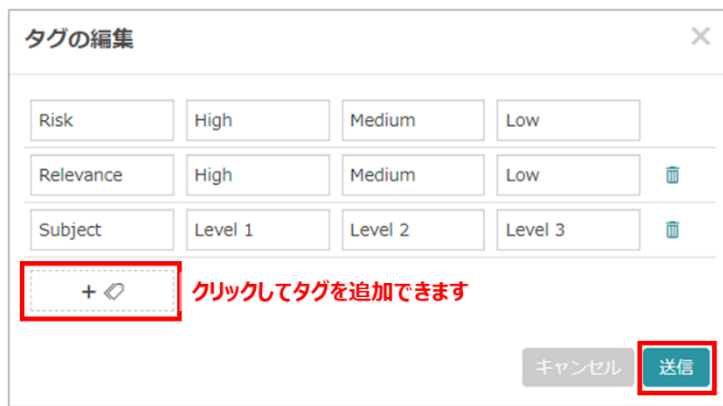 タグの編集
Risk High Medium Low
Relevance High Medium Low
Subject Level 1 Level 2 Level 3
+ クリックしてタグを追加できます
キャンセル 送信